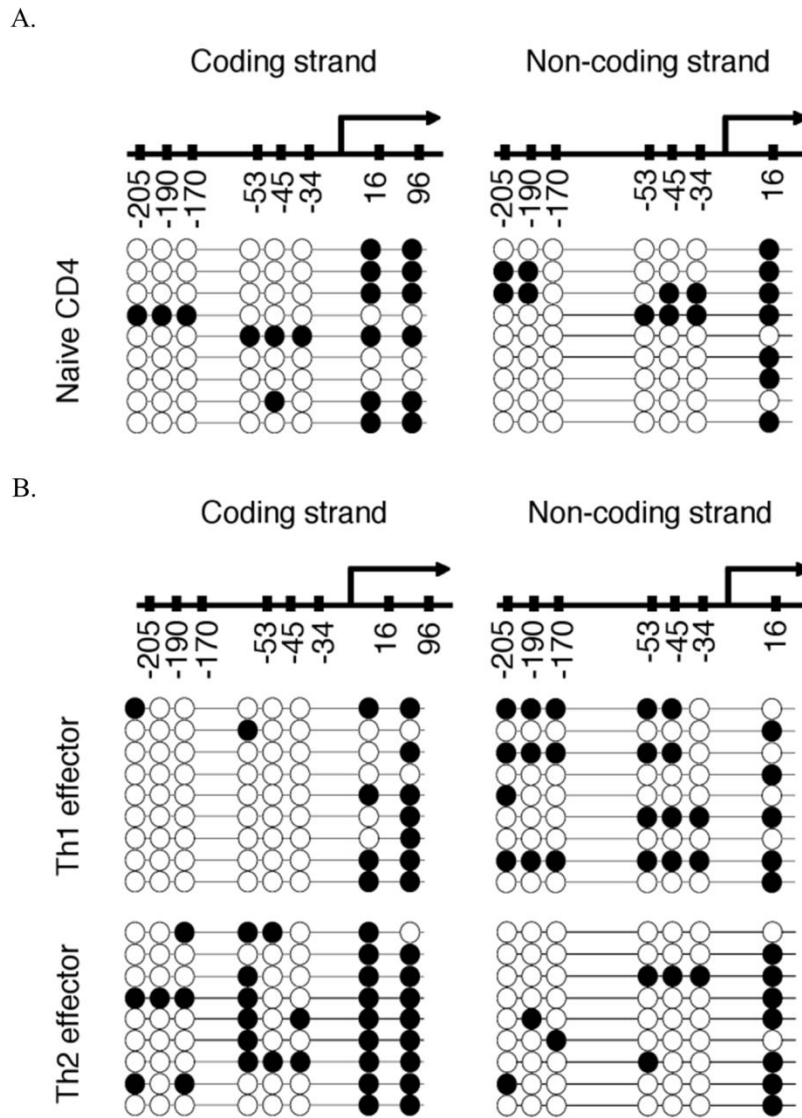 A.
Coding strand Non-coding strand
-205 -190 -170 -53 -45 -34 16 96 -205 -190 -170 -53 -45 -34 16
Naive CD4
B.
Coding strand Non-coding strand
-205 -190 -170 -53 -45 -34 16 96 -205 -190 -170 -53 -45 -34 16
Th1 effector
Th2 effector